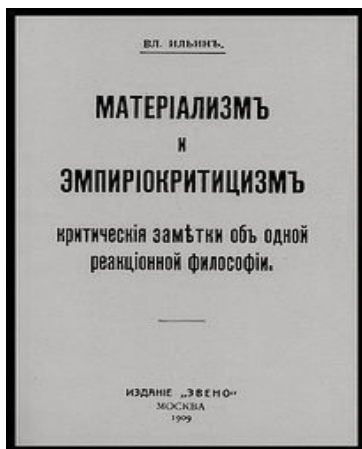 ВЛ. ИЛЬИНЪ.
МАТЕРІАЛИЗМЪ
И
ЭМПИРІОКРИТИЦИЗМЪ
критическія замѣтки объ одной
реакціонной философіи.
ИЗДАНІЕ „ЗВЕНО“
МОСКВА
1909